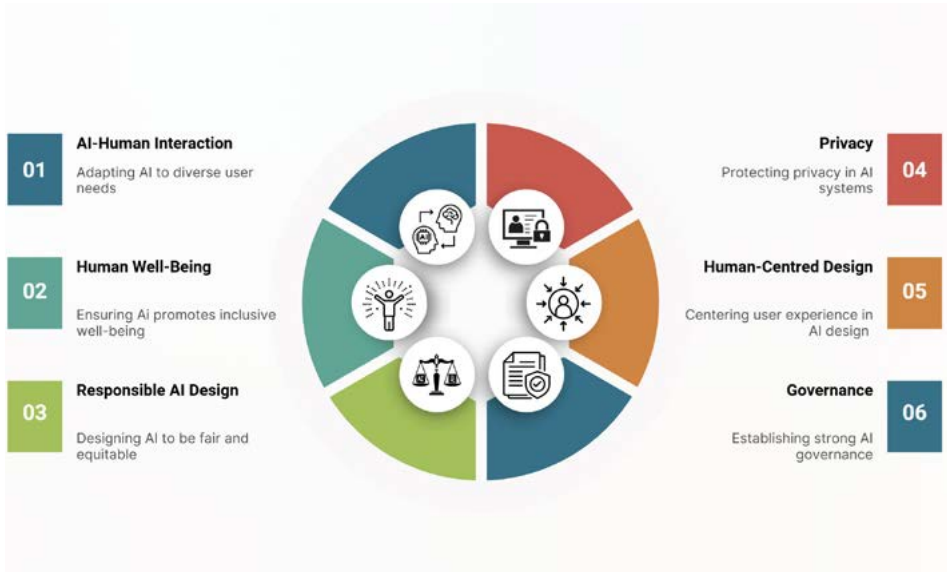 01
AI-Human Interaction
Adapting AI to diverse user
needs
02
Human Well-Being
Ensuring Ai promotes inclusive
well-being
03
Responsible AI Design
Designing AI to be fair and
equitable
Privacy
04
Protecting privacy in AI
systems
Human-Centred Design
05
Centering user experience in
AI design
Governance
06
Establishing strong AI
governance